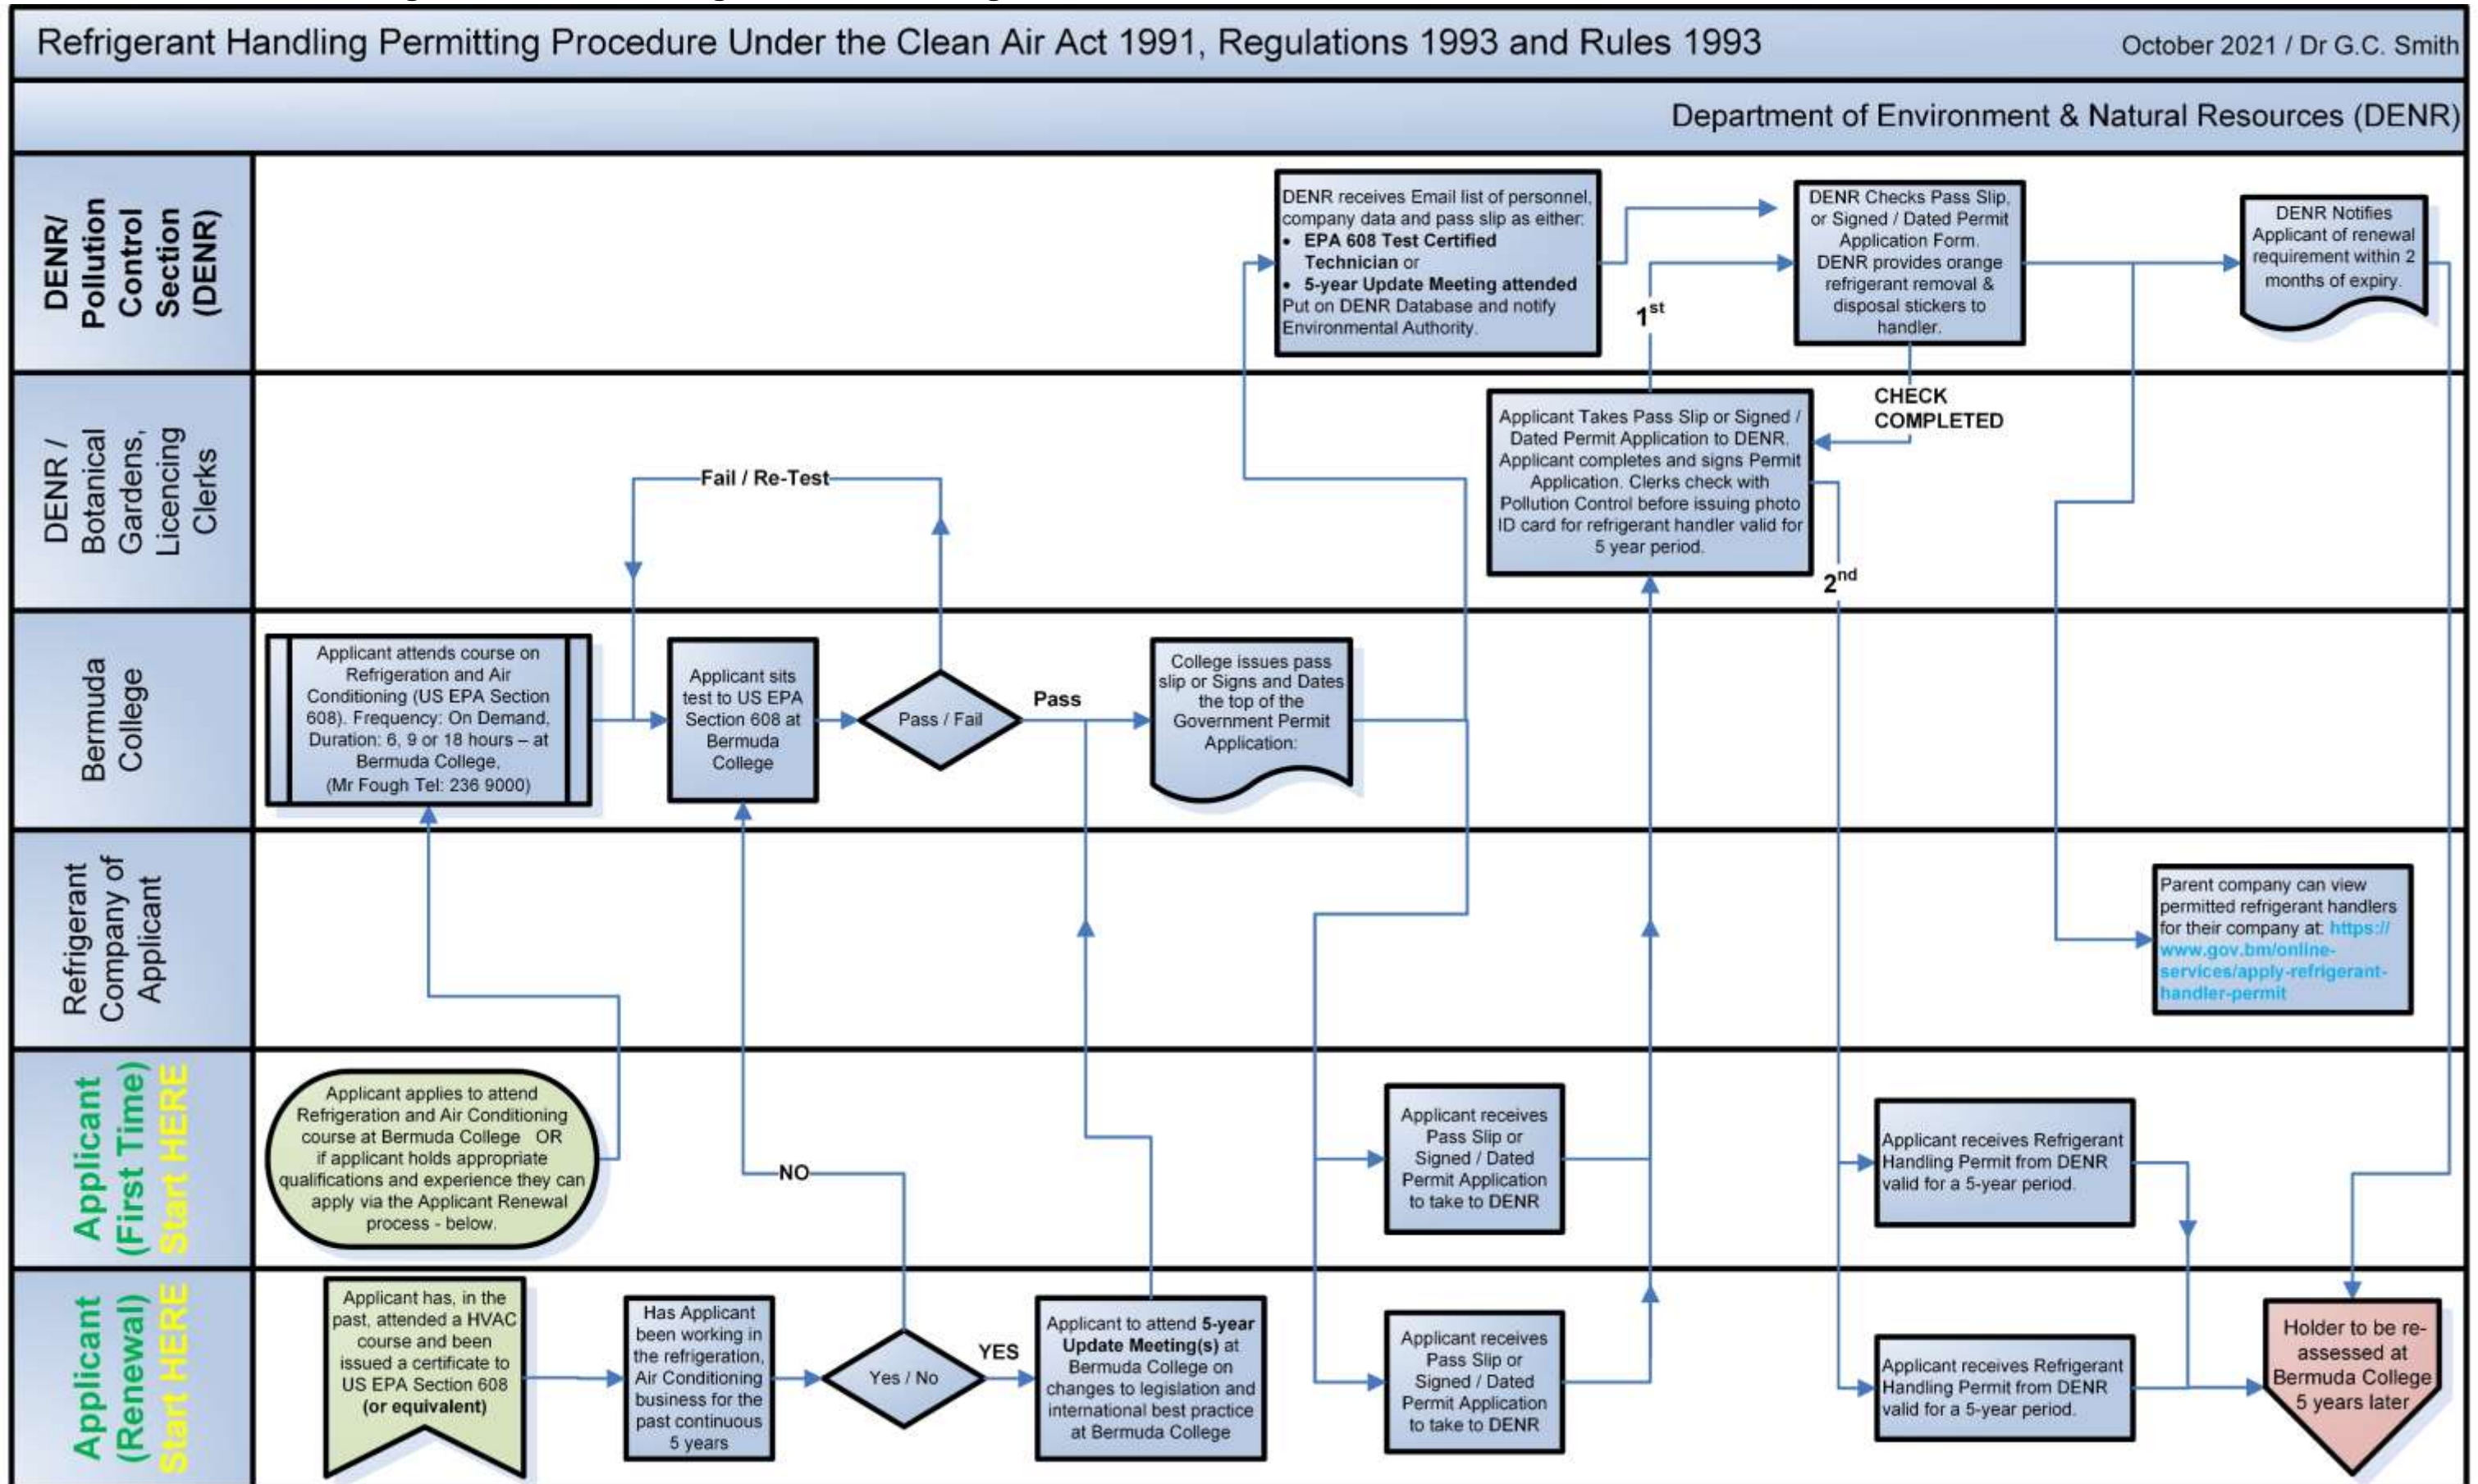 Refrigerant Handling Permitting Procedure Under the Clean Air Act 1991, Regulations 1993 and Rules 1993
October 2021 / Dr G.C. Smith
Department of Environment & Natural Resources (DENR)
DENR/
Pollution
Control
Section
(DENR)
DENR receives Email list of personnel,
company data and pass slip as either:
• EPA 608 Test Certified
Technician or
• 5-year Update Meeting attended
Put on DENR Database and notify
Environmental Authority.
1st
DENR Checks Pass Slip,
or Signed / Dated Permit
Application Form.
DENR provides orange
refrigerant removal &
disposal stickers to
handler.
DENR Notifies
Applicant of renewal
requirement within 2
months of expiry.
DENR /
Botanical
Gardens,
Licencing
Clerks
Fail / Re-Test
Applicant Takes Pass Slip or Signed /
Dated Permit Application to DENR.
Applicant completes and signs Permit
Application. Clerks check with
Pollution Control before issuing photo
ID card for refrigerant handler valid for
5 year period.
CHECK
COMPLETED
2nd
Bermuda
College
Applicant attends course on
Refrigeration and Air
Conditioning (US EPA Section
608). Frequency: On Demand,
Duration: 6, 9 or 18 hours – at
Bermuda College,
(Mr Fough Tel: 236 9000)
Applicant sits
test to US EPA
Section 608 at
Bermuda
College
Pass / Fail
Pass
College issues pass
slip or Signs and Dates
the top of the
Government Permit
Application:
Refrigerant
Company of
Applicant
Parent company can view
permitted refrigerant handlers
for their company at: https://
www.gov.bm/online-
services/apply-refrigerant-
handler-permit
Applicant
(First Time)
Start HERE
Applicant applies to attend
Refrigeration and Air Conditioning
course at Bermuda College OR
if applicant holds appropriate
qualifications and experience they can
apply via the Applicant Renewal
process - below.
NO
Applicant receives
Pass Slip or
Signed / Dated
Permit Application
to take to DENR
Applicant receives Refrigerant
Handling Permit from DENR
valid for a 5-year period.
Applicant
(Renewal)
Start HERE
Applicant has, in the
past, attended a HVAC
course and been
issued a certificate to
US EPA Section 608
(or equivalent)
Has Applicant
been working in
the refrigeration,
Air Conditioning
business for the
past continuous
5 years
Yes / No
YES
Applicant to attend 5-year
Update Meeting(s) at
Bermuda College on
changes to legislation and
international best practice
at Bermuda College
Applicant receives
Pass Slip or
Signed / Dated
Permit Application
to take to DENR
Applicant receives Refrigerant
Handling Permit from DENR
valid for a 5-year period.
Holder to be re-
assessed at
Bermuda College
5 years later